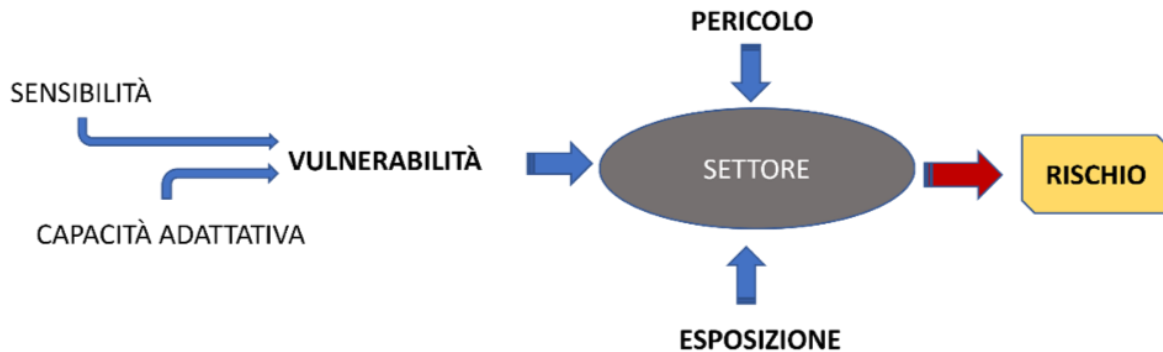 PERICOLO
SENSIBILITÀ
VULNERABILITÀ
SETTORE
RISCHIO
CAPACITÀ ADATTATIVA
ESPOSIZIONE